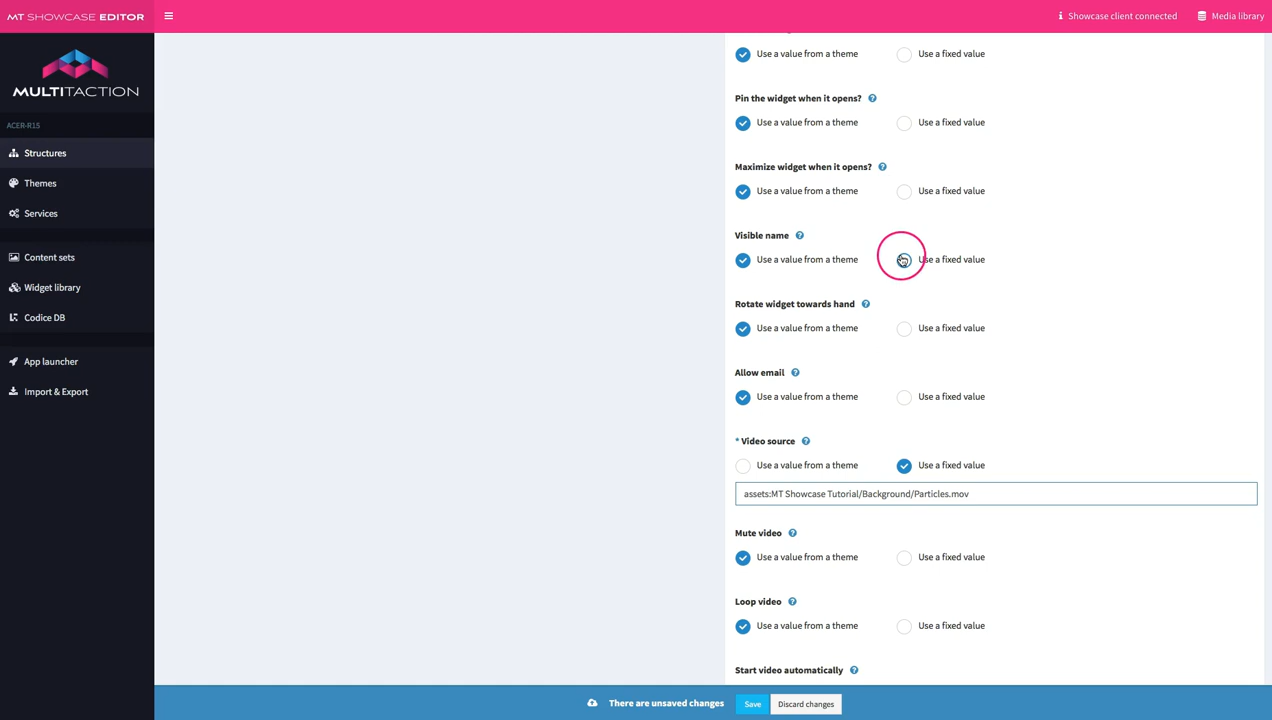 MT SHOWCASE EDITOR
Showcase client connected
Media library
MULTITACTION
ACER-R15
Structures
Themes
Services
Content sets
Widget library
Codice DB
App launcher
Import & Export
Use a value from a theme
Use a fixed value
Pin the widget when it opens?
Use a value from a theme
Use a fixed value
Maximize widget when it opens?
Use a value from a theme
Use a fixed value
Visible name
Use a value from a theme
Use a fixed value
Rotate widget towards hand
Use a value from a theme
Use a fixed value
Allow email
Use a value from a theme
Use a fixed value
* Video source
Use a value from a theme
Use a fixed value
assets:MT Showcase Tutorial/Background/Particles.mov
Mute video
Use a value from a theme
Use a fixed value
Loop video
Use a value from a theme
Use a fixed value
Start video automatically
There are unsaved changes
Save
Discard changes